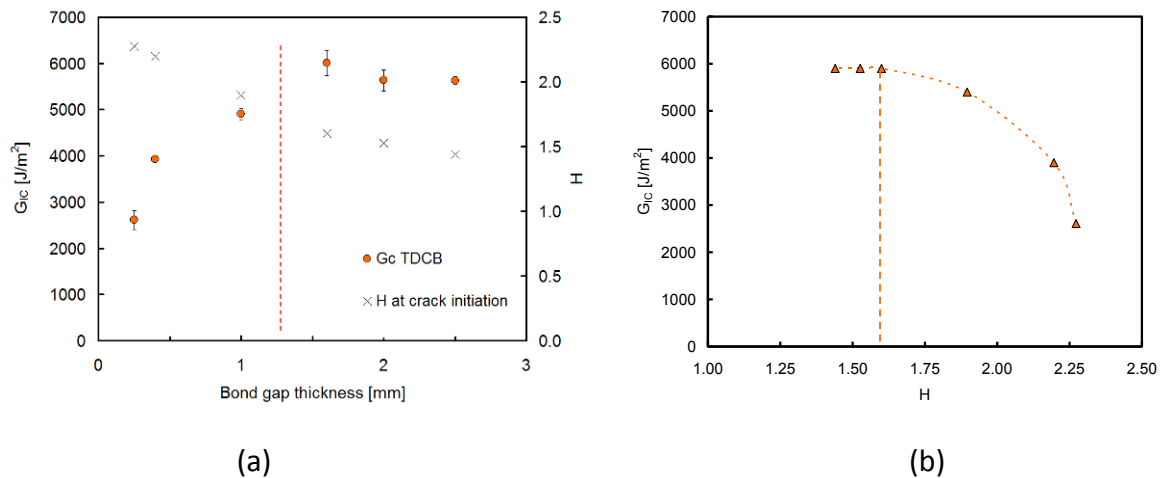 7000
6000
5000
4000
3000
2000
1000
0
G_IC [J/m²]
2.5
2.0
1.5
1.0
0.5
0.0
H
Gc TDCB
H at crack initiation
0 1 2 3
Bond gap thickness [mm]
(a)
7000
6000
5000
4000
3000
2000
1000
0
G_IC [J/m²]
1.00 1.25 1.50 1.75 2.00 2.25 2.50
H
(b)